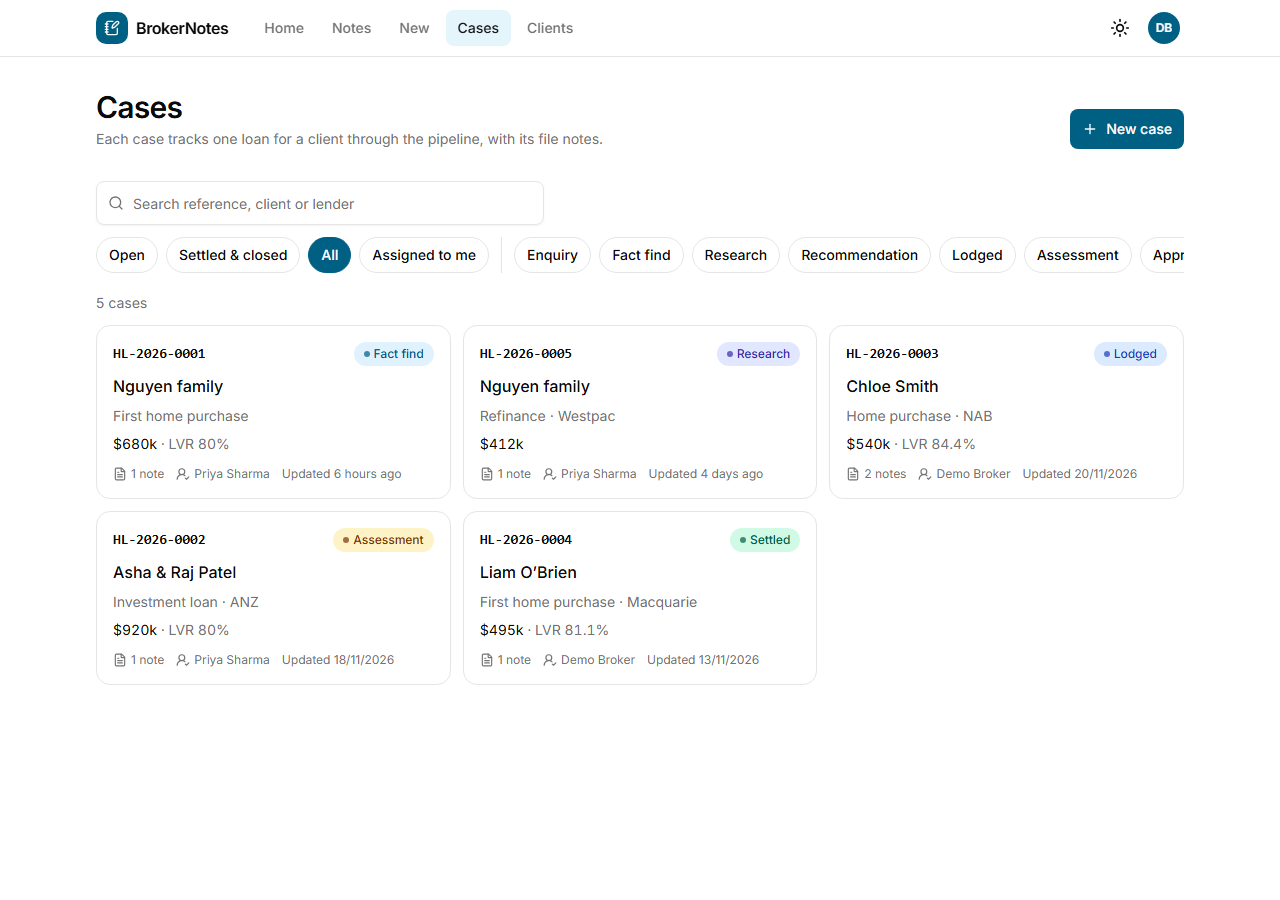 BrokerNotes Home Notes New Cases Clients DB
Cases
Each case tracks one loan for a client through the pipeline, with its file notes.
New case
Search reference, client or lender
Open Settled & closed All Assigned to me Enquiry Fact find Research Recommendation Lodged Assessment Appr
5 cases
HL-2026-0001 Fact find
Nguyen family
First home purchase
$680k · LVR 80%
1 note Priya Sharma Updated 6 hours ago
HL-2026-0005 Research
Nguyen family
Refinance · Westpac
$412k
1 note Priya Sharma Updated 4 days ago
HL-2026-0003 Lodged
Chloe Smith
Home purchase · NAB
$540k · LVR 84.4%
2 notes Demo Broker Updated 20/11/2026
HL-2026-0002 Assessment
Asha & Raj Patel
Investment loan · ANZ
$920k · LVR 80%
1 note Priya Sharma Updated 18/11/2026
HL-2026-0004 Settled
Liam O’Brien
First home purchase · Macquarie
$495k · LVR 81.1%
1 note Demo Broker Updated 13/11/2026